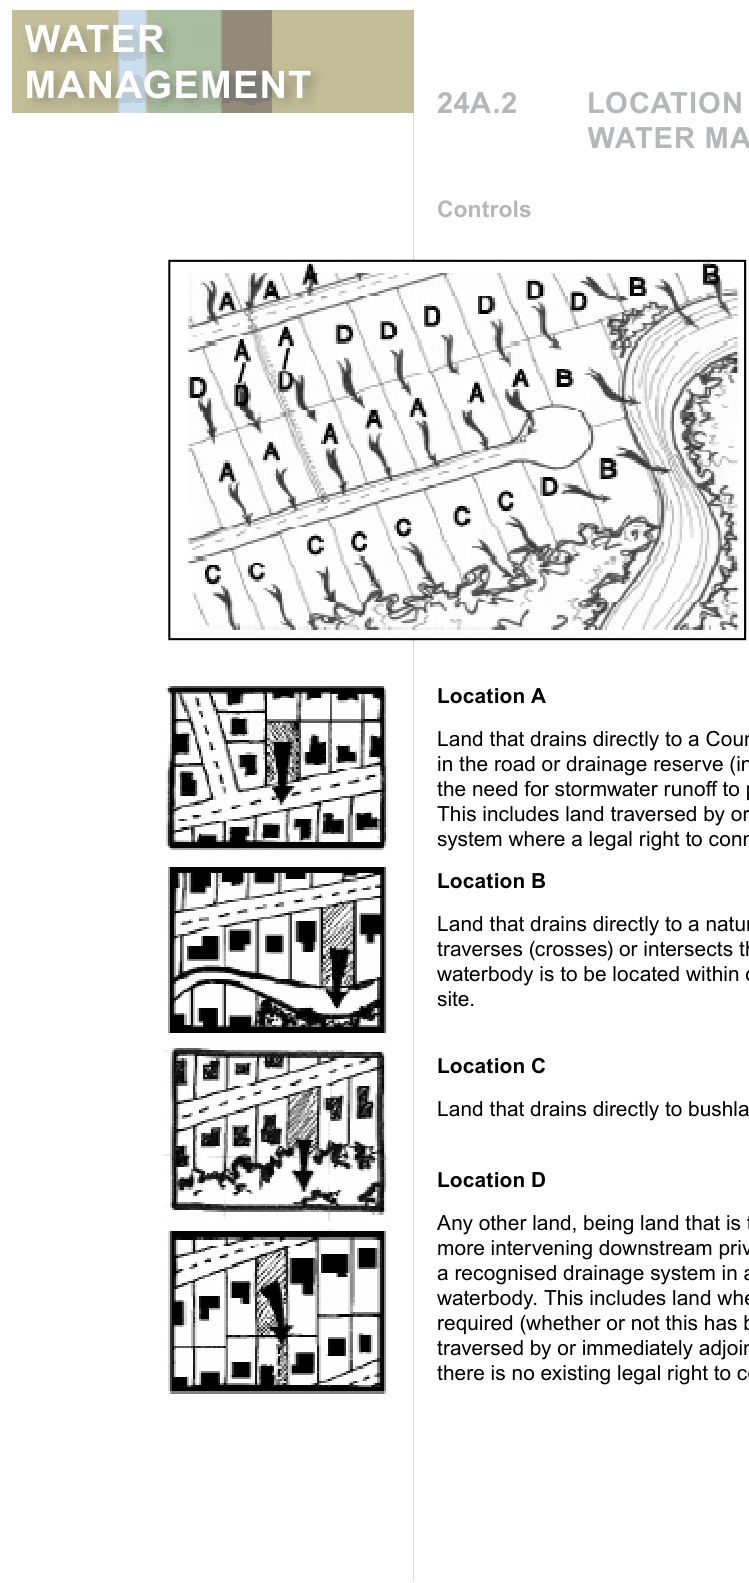 WATER
MANAGEMENT
24A.2 LOCATION
WATER MA
Controls
A A A B B
D D D D D D
A A D
/ /
D D
A A A A A A A B
B
D
C C C C C C C
Location A
Land that drains directly to a Coun
in the road or drainage reserve (in
the need for stormwater runoff to p
This includes land traversed by or
system where a legal right to conn
Location B
Land that drains directly to a natur
traverses (crosses) or intersects th
waterbody is to be located within o
site.
Location C
Land that drains directly to bushla
Location D
Any other land, being land that is t
more intervening downstream priv
a recognised drainage system in a
waterbody. This includes land whe
required (whether or not this has b
traversed by or immediately adjoin
there is no existing legal right to co